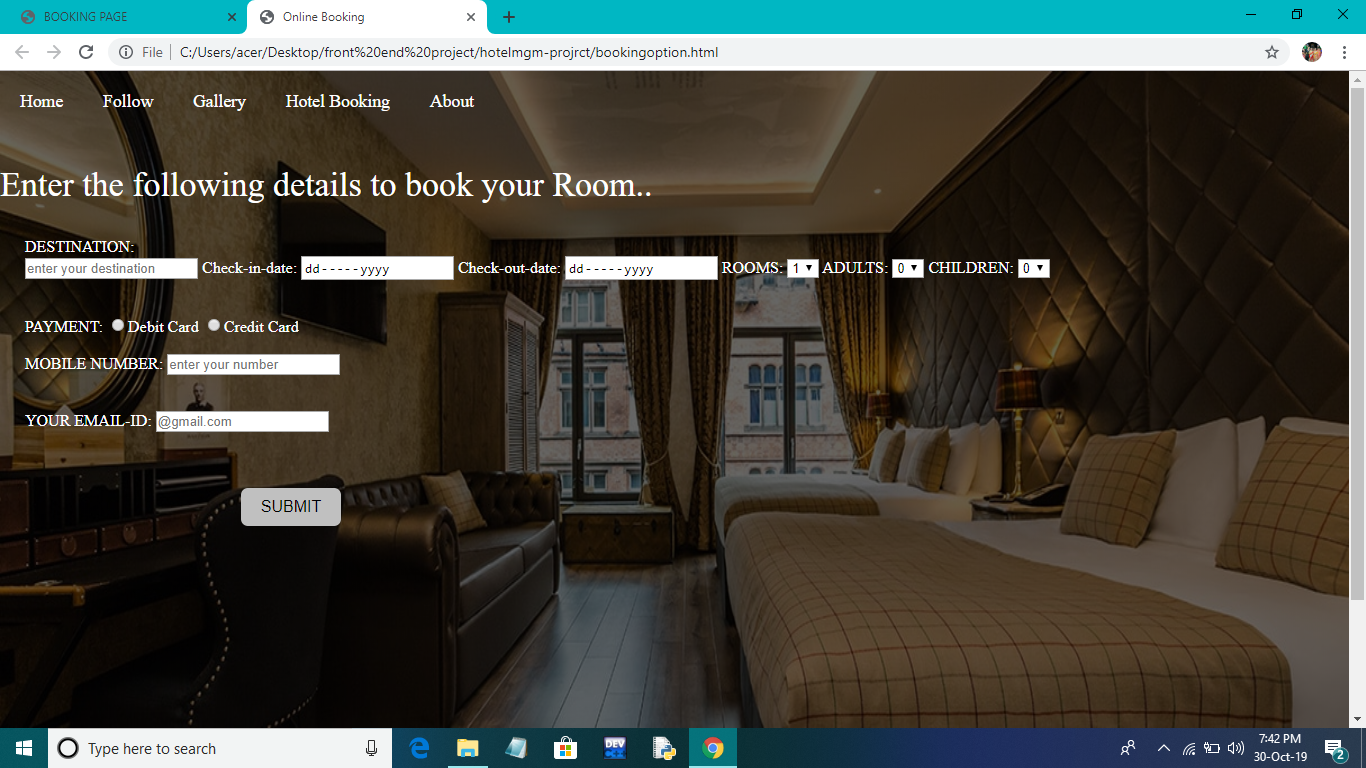 BOOKING PAGE
Online Booking
File
C:/Users/acer/Desktop/front%20end%20project/hotelmgm-projrct/bookingoption.html
Home Follow Gallery Hotel Booking About
Enter the following details to book your Room..
DESTINATION:
enter your destination Check-in-date: dd-----yyyy Check-out-date: dd-----yyyy ROOMS: 1 ADULTS: 0 CHILDREN: 0
PAYMENT: Debit Card Credit Card
MOBILE NUMBER: enter your number
YOUR EMAIL-ID: @gmail.com
SUBMIT
Type here to search
DEV
7:42 PM
30-Oct-19
2